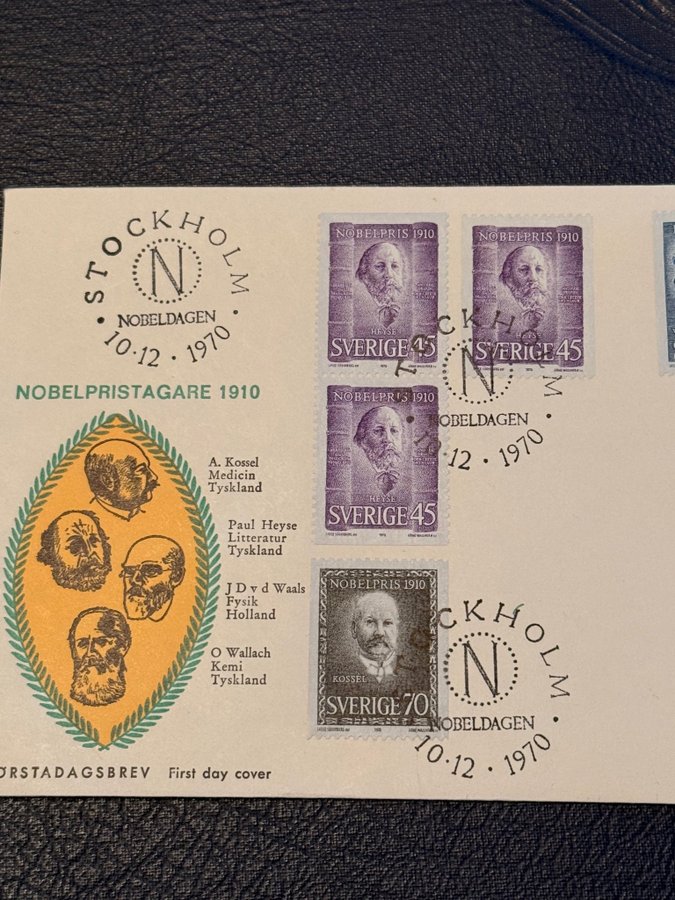 STOCKHOLM
N
NOBELDAGEN
10.12.1970
NOBELPRISTAGARE 1910
A. Kossel
Medicin
Tyskland
Paul Heyse
Litteratur
Tyskland
J D v d Waals
Fysik
Holland
O Wallach
Kemi
Tyskland
ÖRSTADAGSBREV First day cover
NOBELPRIS 1910
HEYSE
SVERIGE 45
NOBELPRIS 1910
SVERIGE 45
STOCKHOLM
N
NOBELDAGEN
10.12.1970
NOBELPRIS 1910
HEYSE
SVERIGE 45
NOBELPRIS 1910
KOSSEL
SVERIGE 70
STOCKHOLM
N
NOBELDAGEN
10.12.1970